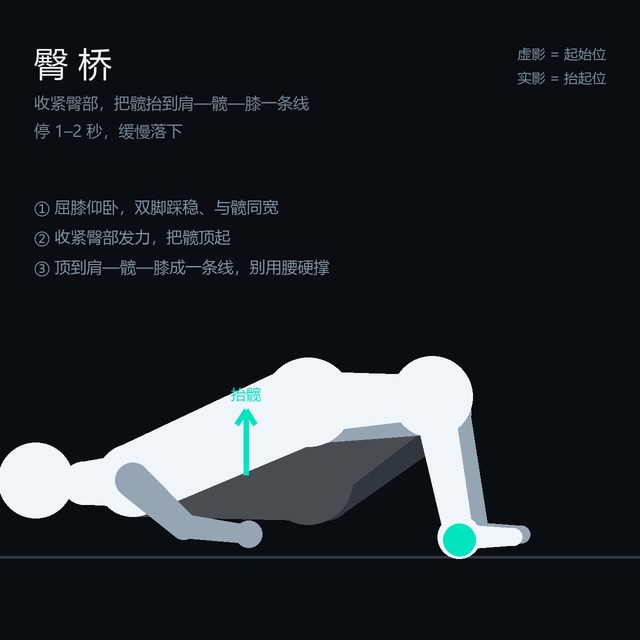 臀 桥
收紧臀部，把髋抬到肩—髋—膝一条线
停 1–2 秒，缓慢落下
虚影 = 起始位
实影 = 抬起位
① 屈膝仰卧，双脚踩稳、与髋同宽
② 收紧臀部发力，把髋顶起
③ 顶到肩—髋—膝成一条线，别用腰硬撑
抬髋